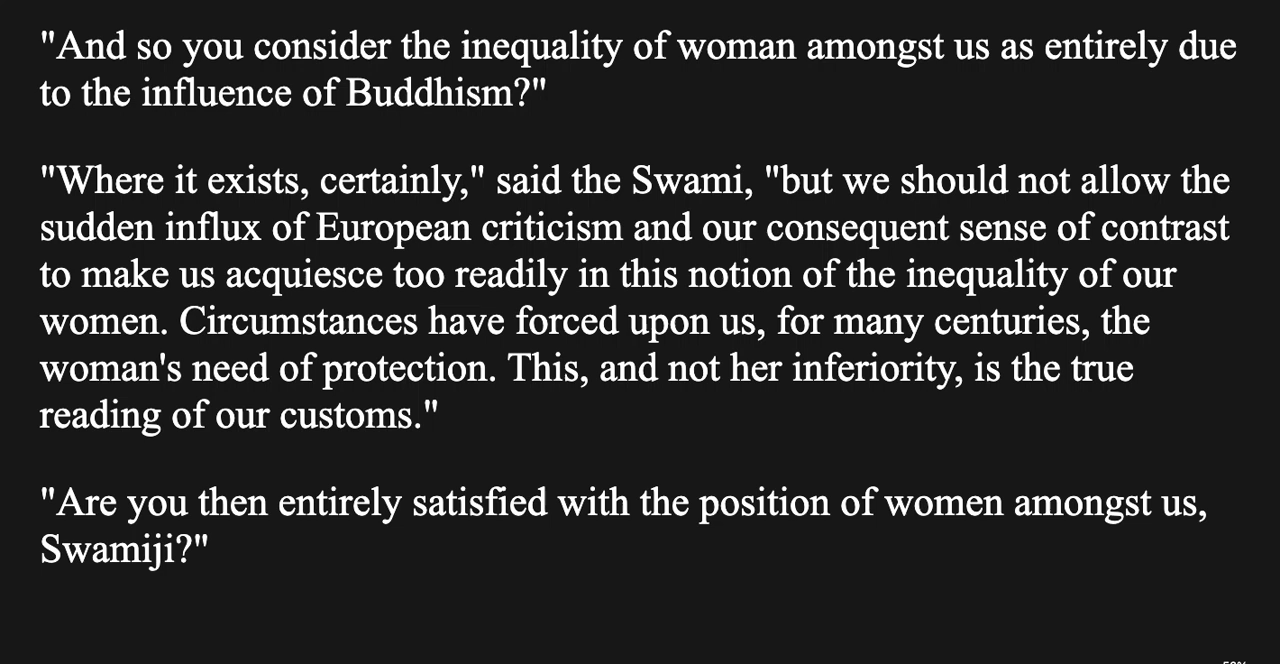 "And so you consider the inequality of woman amongst us as entirely due
to the influence of Buddhism?"
"Where it exists, certainly," said the Swami, "but we should not allow the
sudden influx of European criticism and our consequent sense of contrast
to make us acquiesce too readily in this notion of the inequality of our
women. Circumstances have forced upon us, for many centuries, the
woman's need of protection. This, and not her inferiority, is the true
reading of our customs."
"Are you then entirely satisfied with the position of women amongst us,
Swamiji?"